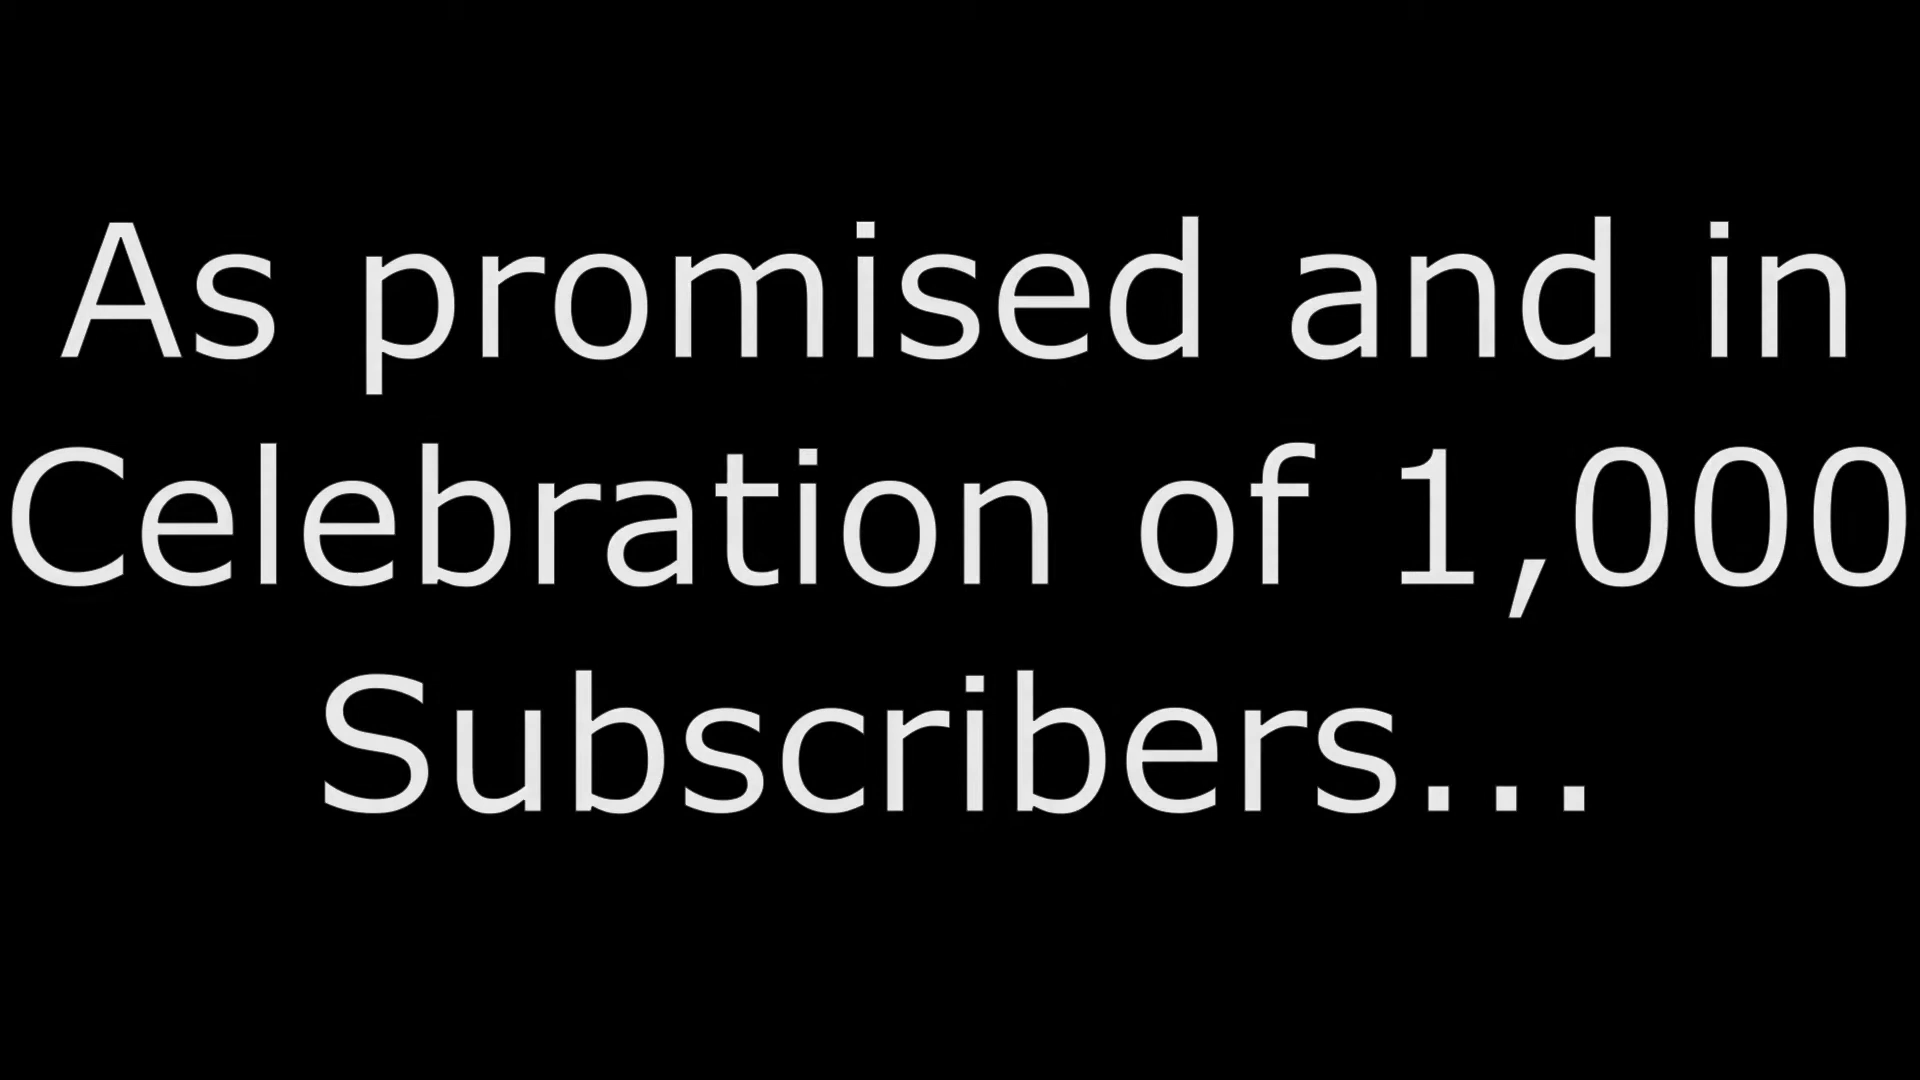 As promised and in
Celebration of 1,000
Subscribers...